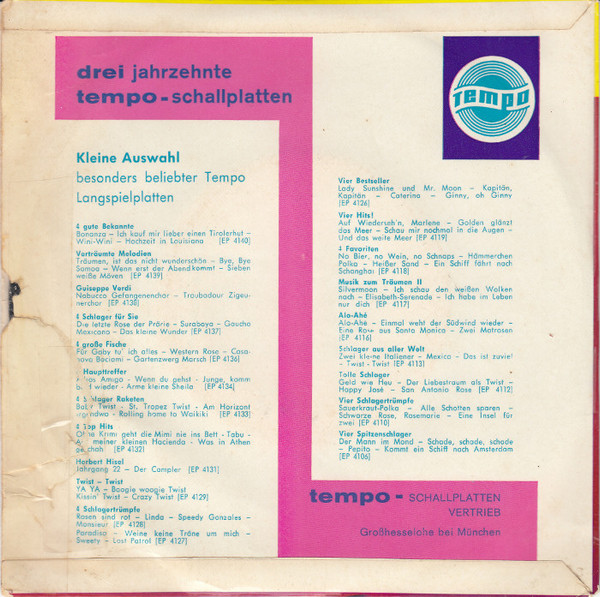 drei jahrzehnte
tempo-schallplatten
Tempo
Kleine Auswahl
besonders beliebter Tempo
Langspielplatten
4 gute Bekannte
Bonanza – Ich kauf mir lieber einen Tirolerhut –
Wini-Wini – Hochzeit in Louisiana [EP 4140]
Verträumte Melodien
Träumen, ist das nicht wunderschön – Bye, Bye
Samoa – Wenn erst der Abend kommt – Sieben
weiße Möven [EP 4139]
Guiseppe Verdi
Nabucco Gefangenenchor – Troubadour Zigeu-
nerchor [EP 4138]
4 Schlager für Sie
Die letzte Rose der Prärie – Surabaya – Gaucho
Mexicano – Das kleine Wunder [EP 4137]
4 große Fische
Für Gaby tu' ich alles – Western Rose – Casa-
nova Baciami – Gartenzwerg Marsch [EP 4136]
Haupttreffer
Amigo – Wenn du gehst – Junge, komm
wieder – Arme kleine Sheila [EP 4134]
4 Schlager Raketen
Baby Twist – St. Tropez Twist – Am Horizont
irgendwo – Rolling home to Waikiki [EP 4133]
4 Top Hits
Ohne Krimi geht die Mimi nie ins Bett – Tabu –
meiner kleinen Hacienda – Was in Athen
geschah [EP 4132]
Herbert Hisel
Jahrgang 22 – Der Campler [EP 4131]
Twist – Twist
YA YA – Boogie woogie Twist
Kissin' Twist – Crazy Twist [EP 4129]
4 Schlagertrümpfe
Rosen sind rot – Linda – Speedy Gonzales –
Monsieur [EP 4128]
Paradiso – Weine keine Träne um mich –
Sweety – Lost Patrol [EP 4127]
Vier Bestseller
Lady Sunshine und Mr. Moon – Kapitän,
Kapitän – Caterina – Ginny, oh Ginny
[EP 4126]
Vier Hits!
Auf Wiederseh'n, Marlene – Golden glänzt
das Meer – Schau mir nochmal in die Augen –
Und das weite Meer [EP 4119]
4 Favoriten
No Bier, no Wein, no Schnaps – Hämmerchen
Polka – Heißer Sand – Ein Schiff fährt nach
Schanghai [EP 4118]
Musik zum Träumen II
Silvermoon – Ich schau den weißen Wolken
nach – Elisabeth-Serenade – Ich habe im Leben
nur dich [EP 4117]
Alo-Ahé
Alo-Ahé – Einmal weht der Südwind wieder –
Eine Rose aus Santa Monica – Zwei Matrosen
[EP 4116]
Schlager aus aller Welt
Zwei kleine Italiener – Mexico – Das ist zuviel
– Twist - Twist [EP 4113]
Tolle Schlager
Geld wie Heu – Der Liebestraum als Twist –
Happy José – San Antonio Rose [EP 4112]
Vier Schlagertrümpfe
Sauerkraut-Polka – Alle Schotten sparen –
Schwarze Rose, Rosemarie – Eine Insel für
zwei [EP 4110]
Vier Spitzenschlager
Der Mann im Mond – Schade, schade, schade
– Pepito – Kommt ein Schiff nach Amsterdam
[EP 4106]
tempo - SCHALLPLATTEN
VERTRIEB
Großhesselohe bei München